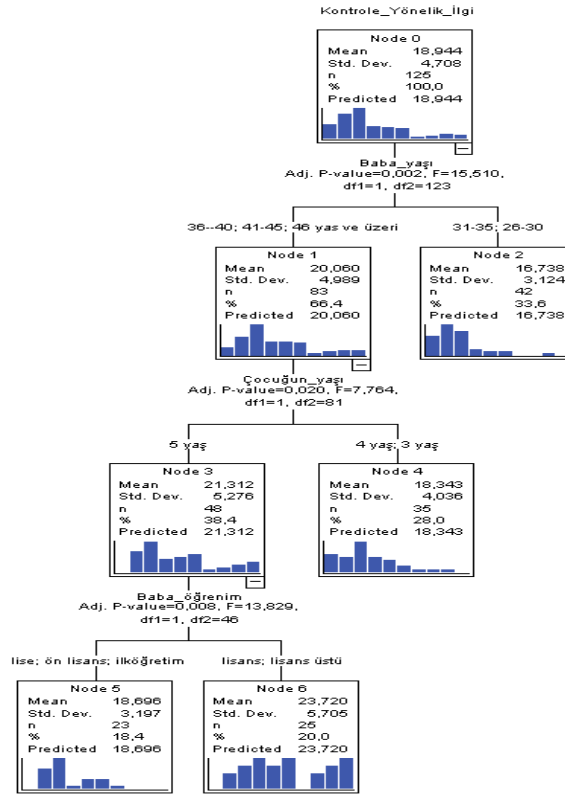 Kontrole_Yönelik_İlgi
Node 0
Mean 18,944
Std. Dev. 4,708
n 125
% 100,0
Predicted 18,944
Baba_yaşı
Adj. P-value=0,002, F=15,510,
df1=1, df2=123
36--40; 41-45; 46 yas ve üzeri
31-35; 26-30
Node 1
Mean 20,060
Std. Dev. 4,989
n 83
% 66,4
Predicted 20,060
Node 2
Mean 16,738
Std. Dev. 3,124
n 42
% 33,6
Predicted 16,738
Çocuğun_yaşı
Adj. P-value=0,020, F=7,764,
df1=1, df2=81
5 yaş
4 yaş; 3 yaş
Node 3
Mean 21,312
Std. Dev. 5,276
n 48
% 38,4
Predicted 21,312
Node 4
Mean 18,343
Std. Dev. 4,036
n 35
% 28,0
Predicted 18,343
Baba_öğrenim
Adj. P-value=0,008, F=13,829,
df1=1, df2=46
lise; ön lisans; ilköğretim
lisans; lisans üstü
Node 5
Mean 18,696
Std. Dev. 3,197
n 23
% 18,4
Predicted 18,696
Node 6
Mean 23,720
Std. Dev. 5,705
n 25
% 20,0
Predicted 23,720